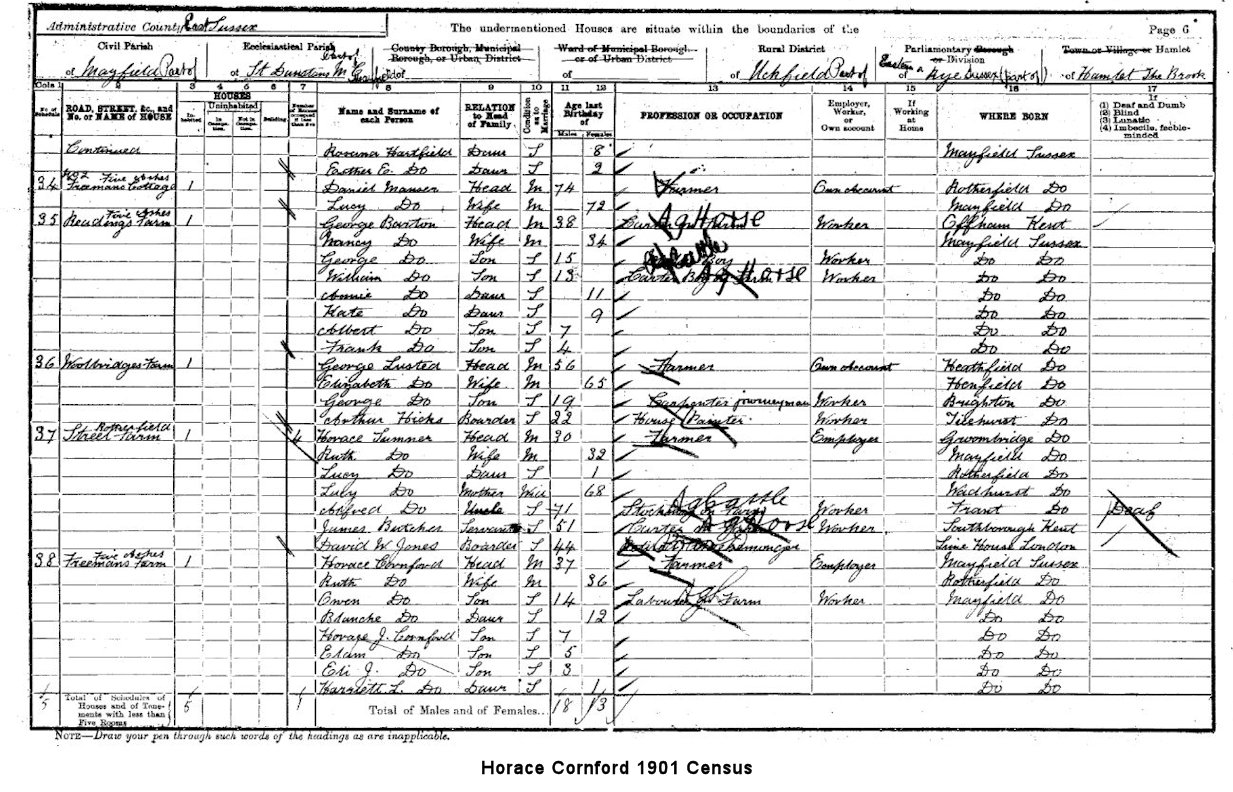 Administrative County East Sussex The undermentioned Houses are situate within the boundaries of the Page 6
Civil Parish Ecclesiastical Parish County Borough, Municipal Borough, or Urban District Ward of Municipal Borough or of Urban District Rural District Parliamentary Borough or Division Town or Village or Hamlet
of Mayfield Part of of St Dunstans Part of of of Uckfield Part of of Eastern or Rye Sussex (part of) of Hamlet The Brook
Cols 1 2 3 4 5 6 7 8 9 10 11 12 13 14 15 16 17
No. of Schedule ROAD, STREET, &c., and No. or NAME of HOUSE HOUSES Inhabited Uninhabited In Occupation Not in Occupation Building Number of Rooms occupied if less than five Name and Surname of each Person RELATION to Head of Family Condition as to Marriage Age last Birthday of Males Females PROFESSION OR OCCUPATION Employer, Worker, or Own account If Working at Home WHERE BORN If (1) Deaf and Dumb (2) Blind (3) Lunatic (4) Imbecile, feeble-minded
Continued Rosena Hartfield Daur S 8 Mayfield Sussex
Esther E. Do Daur S 2
34 No 2 Five Ashes Freemans Cottage 1 Daniel Manser Head M 74 Farmer Own account Rotherfield Do
Lucy Do Wife M 72 Mayfield Do
35 Five Ashes Readings Farm 1 George Barton Head M 38 Carter on Farm Ag Horse Worker Offham Kent
Nancy Do Wife M 34 Mayfield Sussex
George Do Son S 15 Boy Ag Cattle Worker Do Do
William Do Son S 13 Carter Boy on Farm Ag Horse Worker Do Do
Annie Do Daur S 11 Do Do
Kate Do Daur S 9 Do Do
Albert Do Son S 7 Do Do
Frank Do Son S 4 Do Do
36 Woolbridges Farm 1 George Lusted Head M 56 Farmer Own account Heathfield Do
Elizabeth Do Wife M 65 Henfield Do
George Do Son S 19 Carpenter journeyman Worker Brighton Do
Arthur Hicks Boarder S 22 House Painter Worker Ticehurst Do
37 Rotherfield Street Farm 1 4 Horace Tumner Head M 30 Farmer Employer Groombridge Do
Ruth Do Wife M 32 Mayfield Do
Lucy Do Daur S 1 Rotherfield Do
Lucy Do Mother Wid 68 Wadhurst Do
Alfred Do Uncle S 71 Stockman on Farm Ag Cattle Worker Frant Do Deaf
James Butcher Servant S 51 Carter on Farm Ag Horse Worker Southborough Kent
David W. Jones Boarder S 44 Lime House London
38 Five Ashes Freemans Farm 1 Horace Cornford Head M 37 Farmer Employer Mayfield Sussex
Ruth Do Wife M 36 Rotherfield Do
Owen Do Son S 14 Labourer on Farm Ag Worker Mayfield Do
Blanche Do Daur S 12 Do Do
Horace J. Cornford Son S 7 Do Do
Elam Do Son S 5 Do Do
Eli J. Do Son S 3 Do Do
Harriett L. Do Daur S 1 Do Do
5 Total of Schedules of Houses and of Tenements with less than Five Rooms 5 1 Total of Males and of Females.. 18 13
NOTE—Draw your pen through such words of the headings as are inapplicable.
Horace Cornford 1901 Census